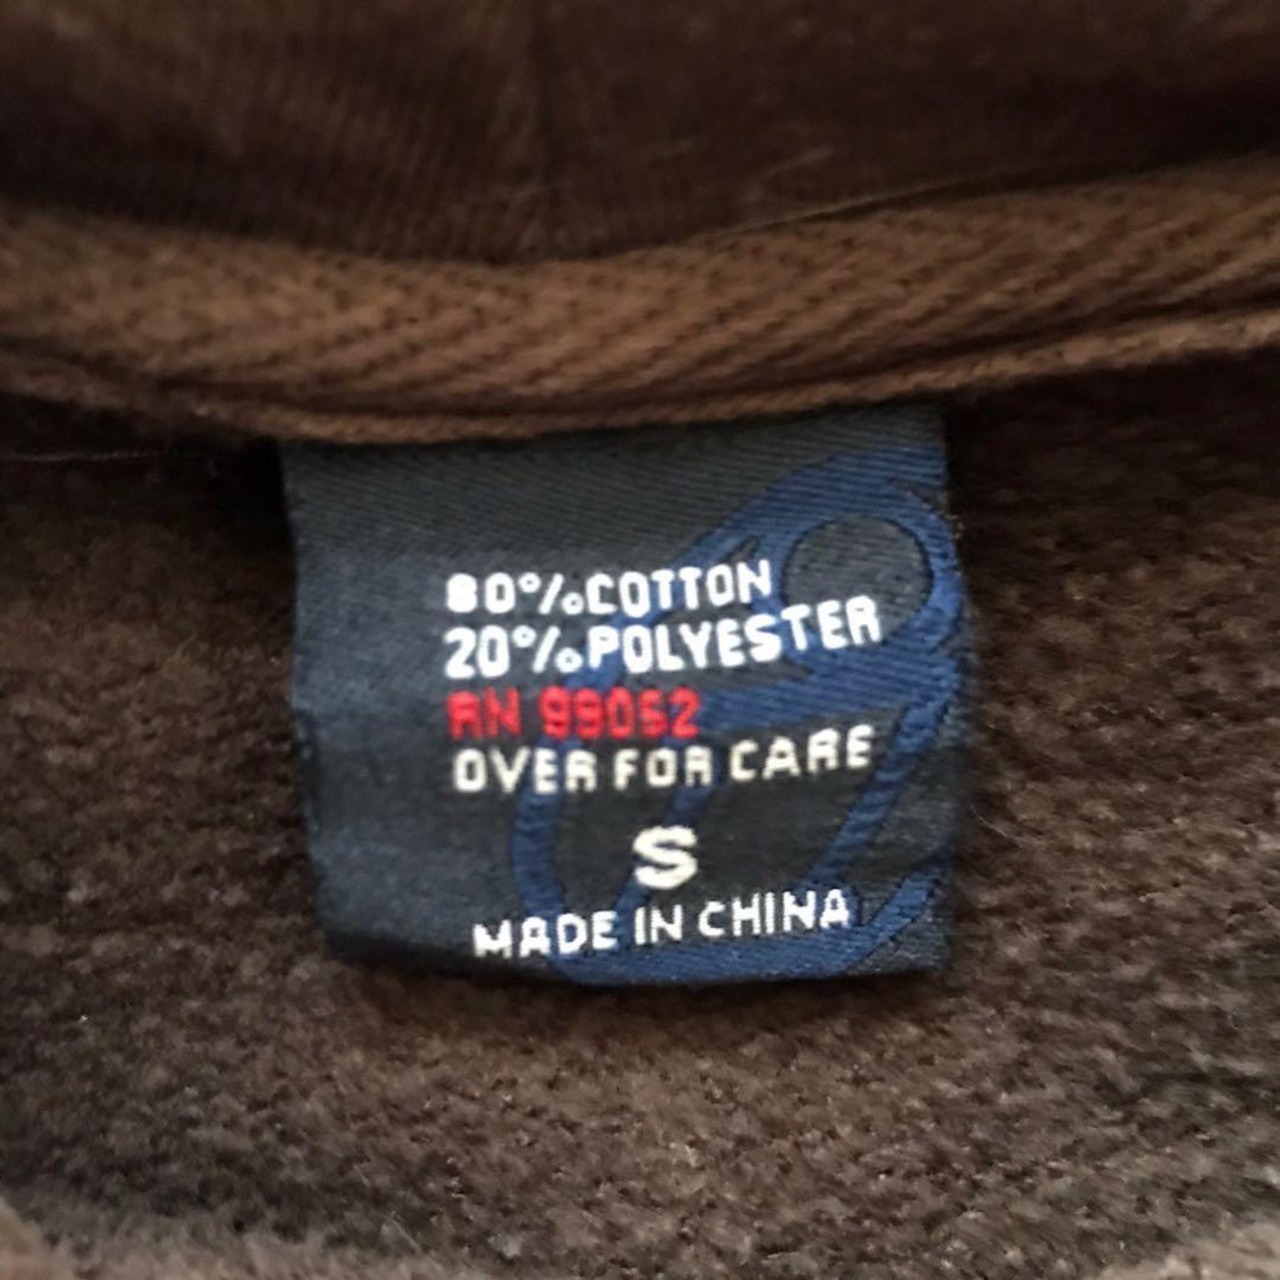 80%COTTON
20%POLYESTER
RN 99052
OVER FOR CARE
S
MADE IN CHINA